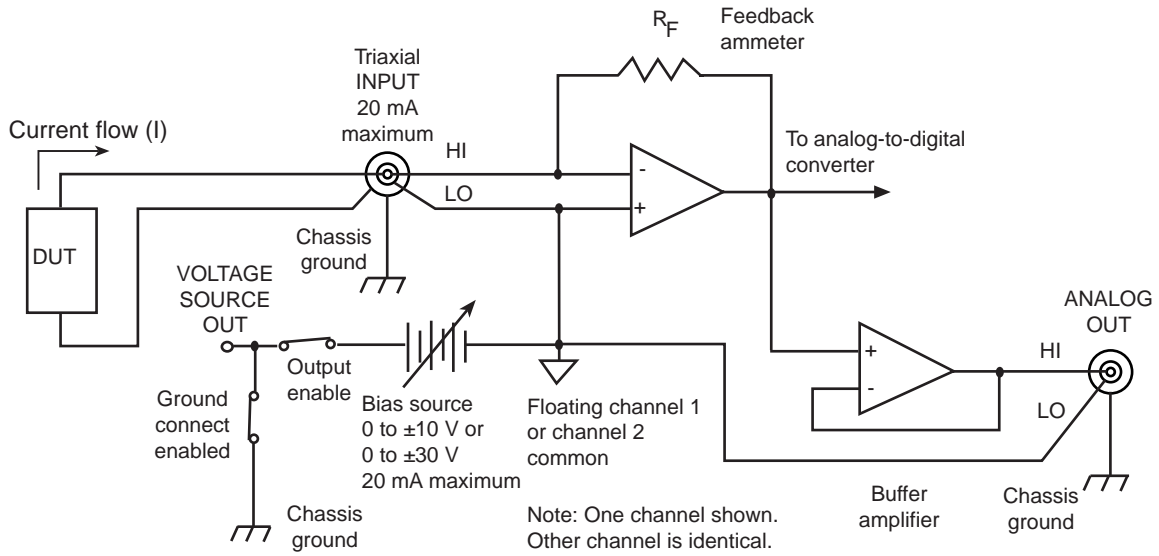 R_F
Feedback
ammeter
Triaxial
INPUT
20 mA
maximum
Current flow (I)
HI
LO
-
+
To analog-to-digital
converter
DUT
Chassis
ground
VOLTAGE
SOURCE
OUT
Output
enable
Ground
connect
enabled
Bias source
0 to ±10 V or
0 to ±30 V
20 mA maximum
Floating channel 1
or channel 2
common
+
-
HI
LO
ANALOG
OUT
Chassis
ground
Note: One channel shown.
Other channel is identical.
Buffer
amplifier
Chassis
ground